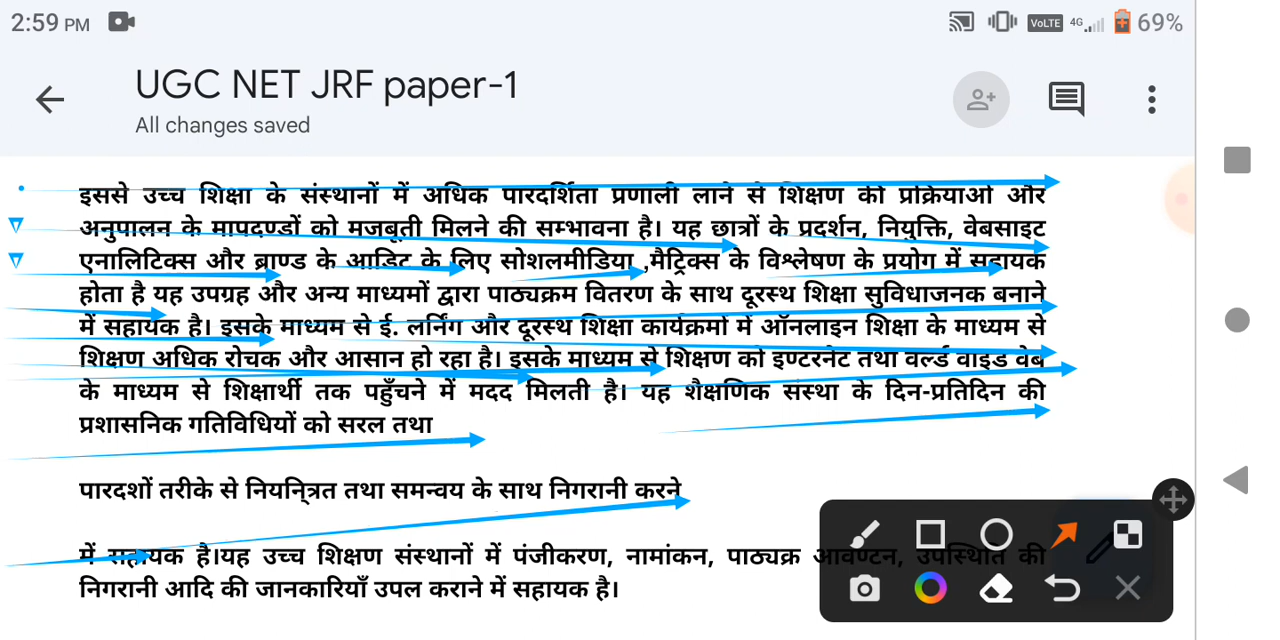 2:59 PM
VoLTE 4G 69%
UGC NET JRF paper-1
All changes saved
इससे उच्च शिक्षा के संस्थानों में अधिक पारदर्शिता प्रणाली लाने से शिक्षण की प्रक्रियाओं और
अनुपालन के मापदण्डों को मजबूती मिलने की सम्भावना है। यह छात्रों के प्रदर्शन, नियुक्ति, वेबसाइट
एनालिटिक्स और ब्राण्ड के आडिट के लिए सोशलमीडिया ,मैट्रिक्स के विश्लेषण के प्रयोग में सहायक
होता है यह उपग्रह और अन्य माध्यमों द्वारा पाठ्यक्रम वितरण के साथ दूरस्थ शिक्षा सुविधाजनक बनाने
में सहायक है। इसके माध्यम से ई. लर्निंग और दूरस्थ शिक्षा कार्यक्रमों में ऑनलाइन शिक्षा के माध्यम से
शिक्षण अधिक रोचक और आसान हो रहा है। इसके माध्यम से शिक्षण को इण्टरनेट तथा वर्ल्ड वाइड वेब
के माध्यम से शिक्षार्थी तक पहुँचने में मदद मिलती है। यह शैक्षणिक संस्था के दिन-प्रतिदिन की
प्रशासनिक गतिविधियों को सरल तथा
पारदशों तरीके से नियन्त्रित तथा समन्वय के साथ निगरानी करने
में सहायक है।यह उच्च शिक्षण संस्थानों में पंजीकरण, नामांकन, पाठ्यक्र आवण्टन, उपस्थिति की
निगरानी आदि की जानकारियाँ उपल कराने में सहायक है।